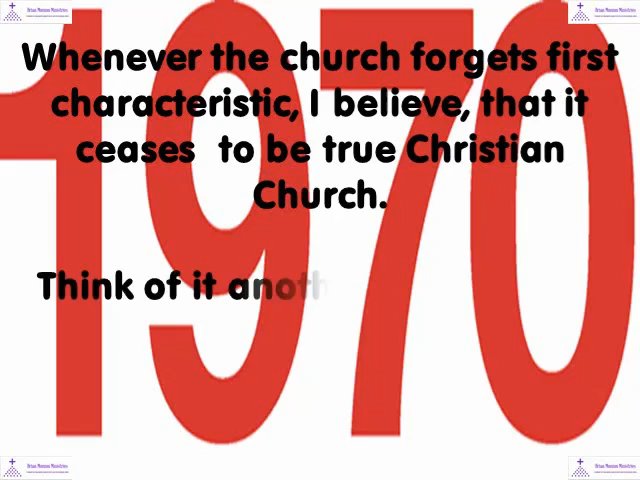 Whenever the church forgets first
characteristic, I believe, that it
ceases to be true Christian
Church.
Think of it anoth
1970